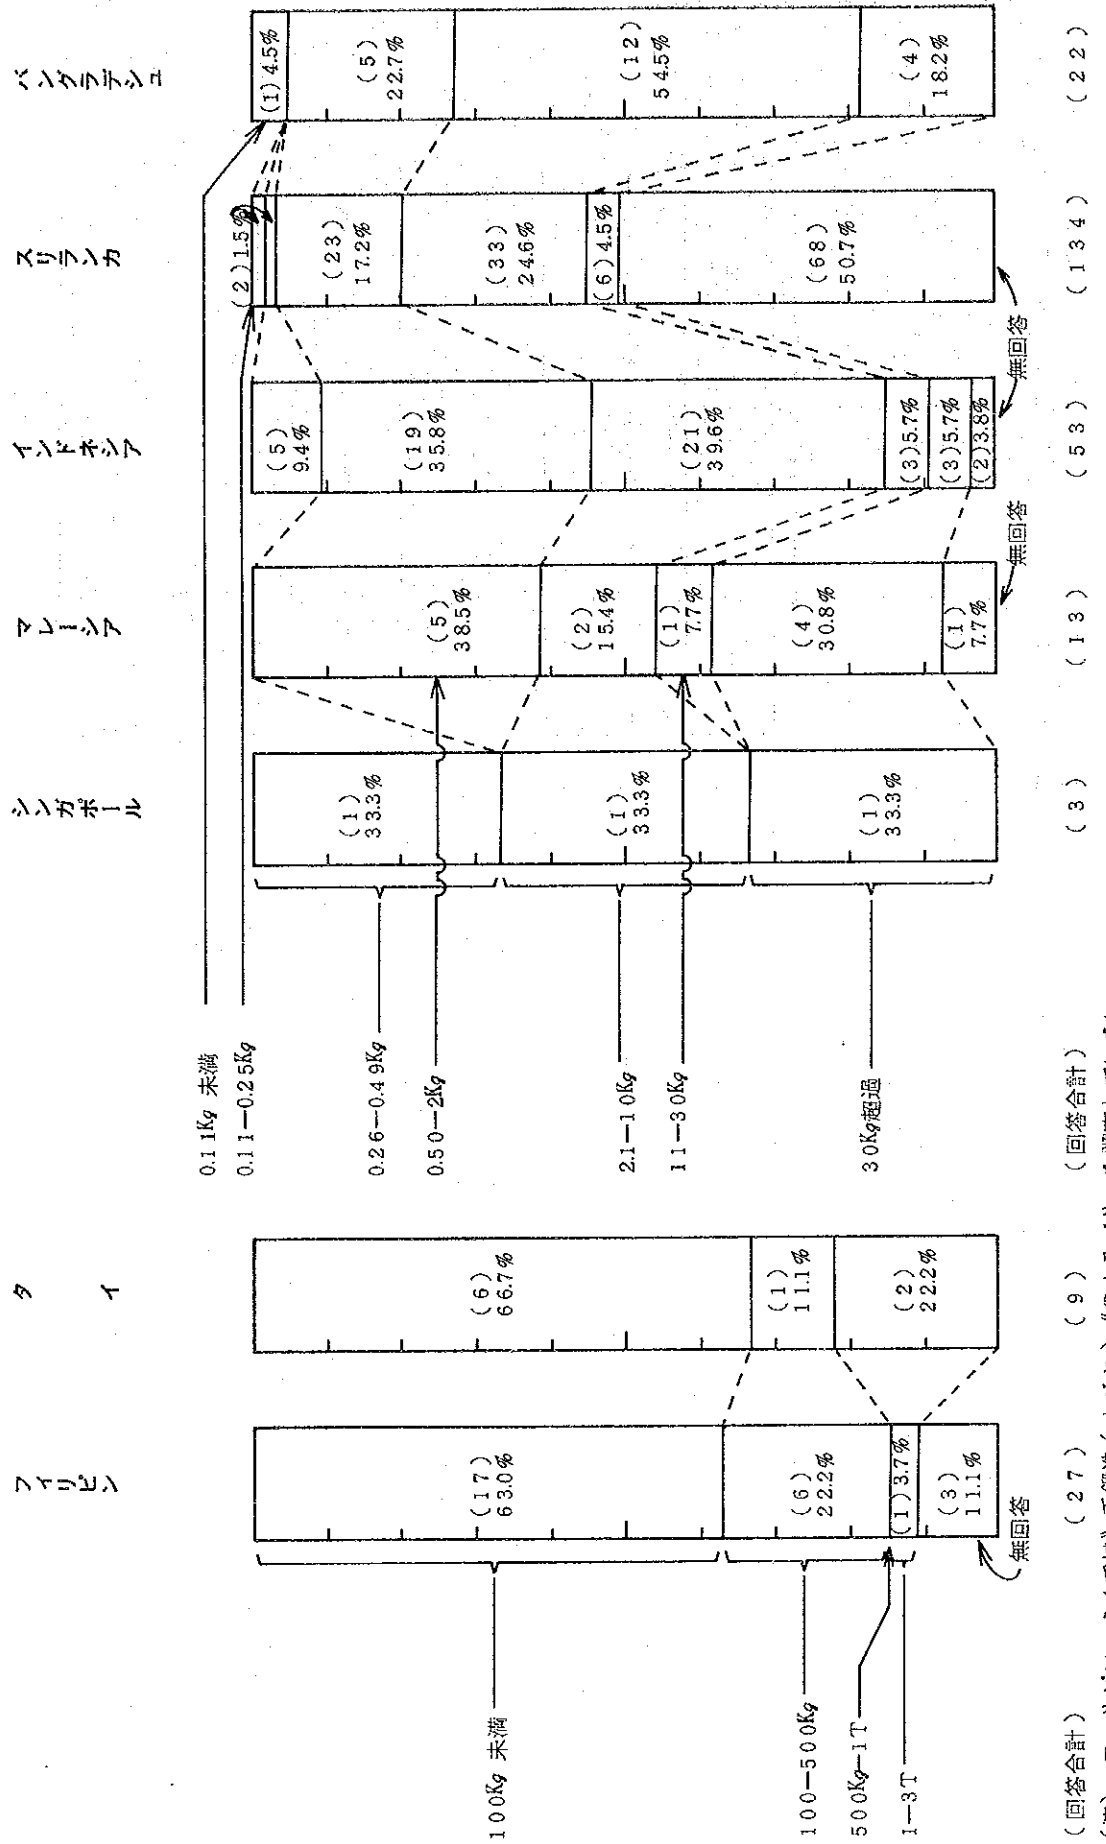 フィリピン
タイ
シンガポール
マレーシア
インドネシア
スリランカ
バングラデシュ
100Kg 未満
100－500Kg
500Kg－1T
1－3T
(17)
63.0%
(6)
22.2%
(1)3.7%
(3)
11.1%
無回答
(6)
66.7%
(1)
11.1%
(2)
22.2%
0.11Kg 未満
0.11－0.25Kg
0.26－0.49Kg
0.50－2Kg
2.1－10Kg
11－30Kg
30Kg超過
(1)
33.3%
(1)
33.3%
(1)
33.3%
(5)
38.5%
(2)
15.4%
(1)
7.7%
(4)
30.8%
(1)
7.7%
無回答
(5)
9.4%
(19)
35.8%
(21)
39.6%
(3)5.7%
(3)5.7%
(2)3.8%
無回答
(2)1.5%
(23)
17.2%
(33)
24.6%
(6)4.5%
(68)
50.7%
(1)4.5%
(5)
22.7%
(12)
54.5%
(4)
18.2%
(回答合計) (27) (9) (回答合計) (3) (13) (53) (134) (22)